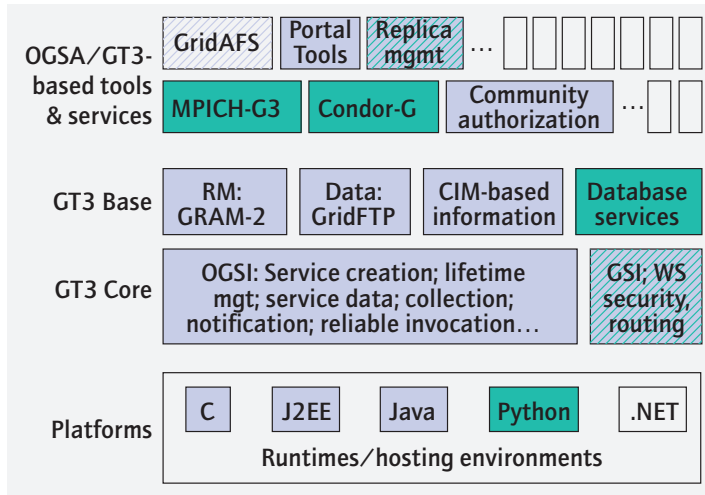 OGSA/GT3-
based tools
& services
GridAFS
Portal
Tools
Replica
mgmt
...
MPICH-G3
Condor-G
Community
authorization
...
GT3 Base
RM:
GRAM-2
Data:
GridFTP
CIM-based
information
Database
services
GT3 Core
OGSI: Service creation; lifetime
mgt; service data; collection;
notification; reliable invocation...
GSI; WS
security,
routing
Platforms
C
J2EE
Java
Python
.NET
Runtimes/hosting environments